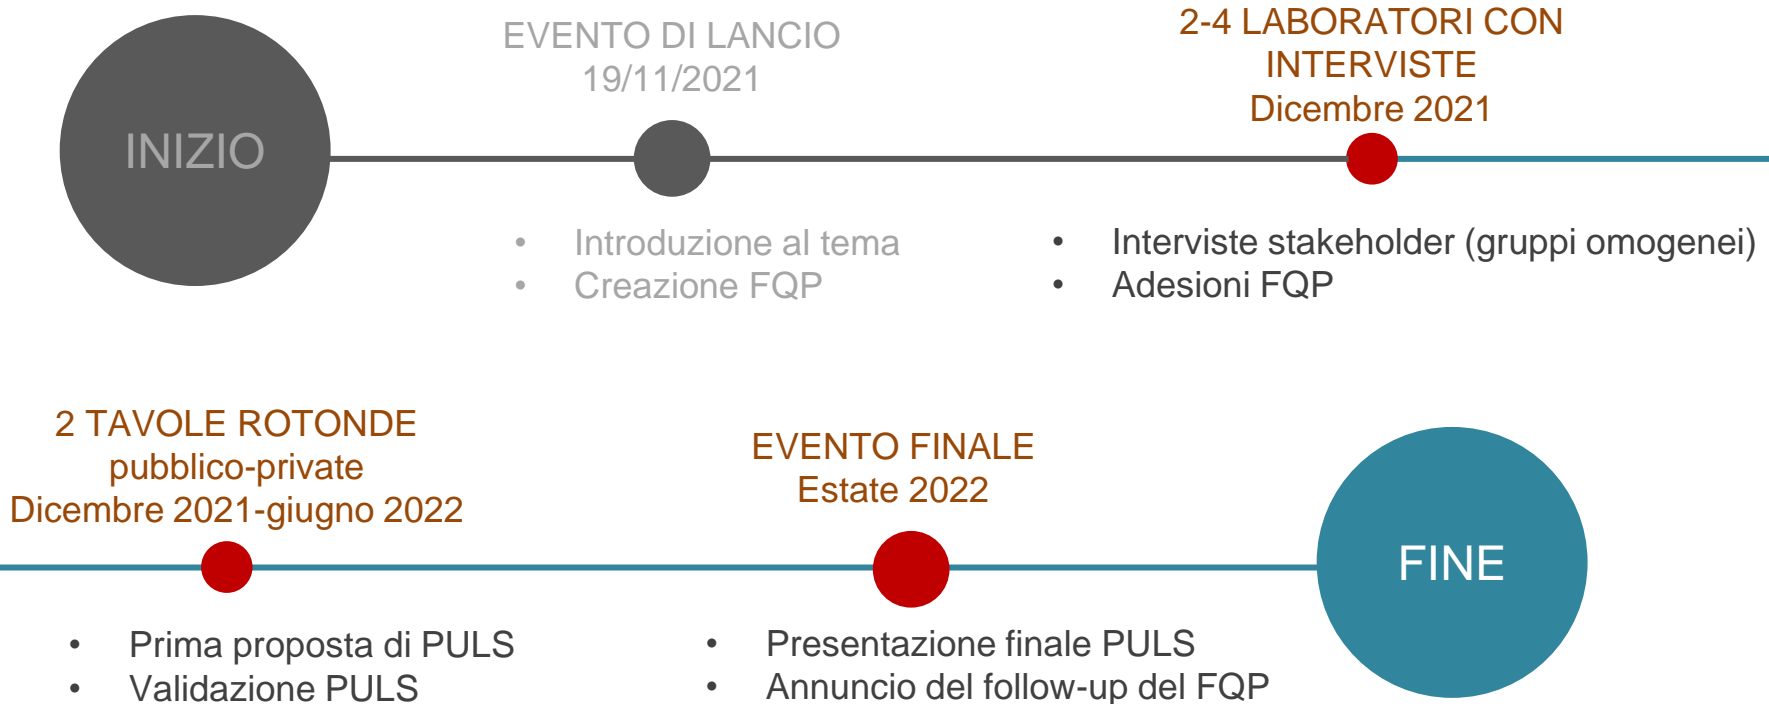 INIZIO
EVENTO DI LANCIO
19/11/2021
• Introduzione al tema
• Creazione FQP
2-4 LABORATORI CON
INTERVISTE
Dicembre 2021
• Interviste stakeholder (gruppi omogenei)
• Adesioni FQP
2 TAVOLE ROTONDE
pubblico-private
Dicembre 2021-giugno 2022
• Prima proposta di PULS
• Validazione PULS
EVENTO FINALE
Estate 2022
• Presentazione finale PULS
• Annuncio del follow-up del FQP
FINE